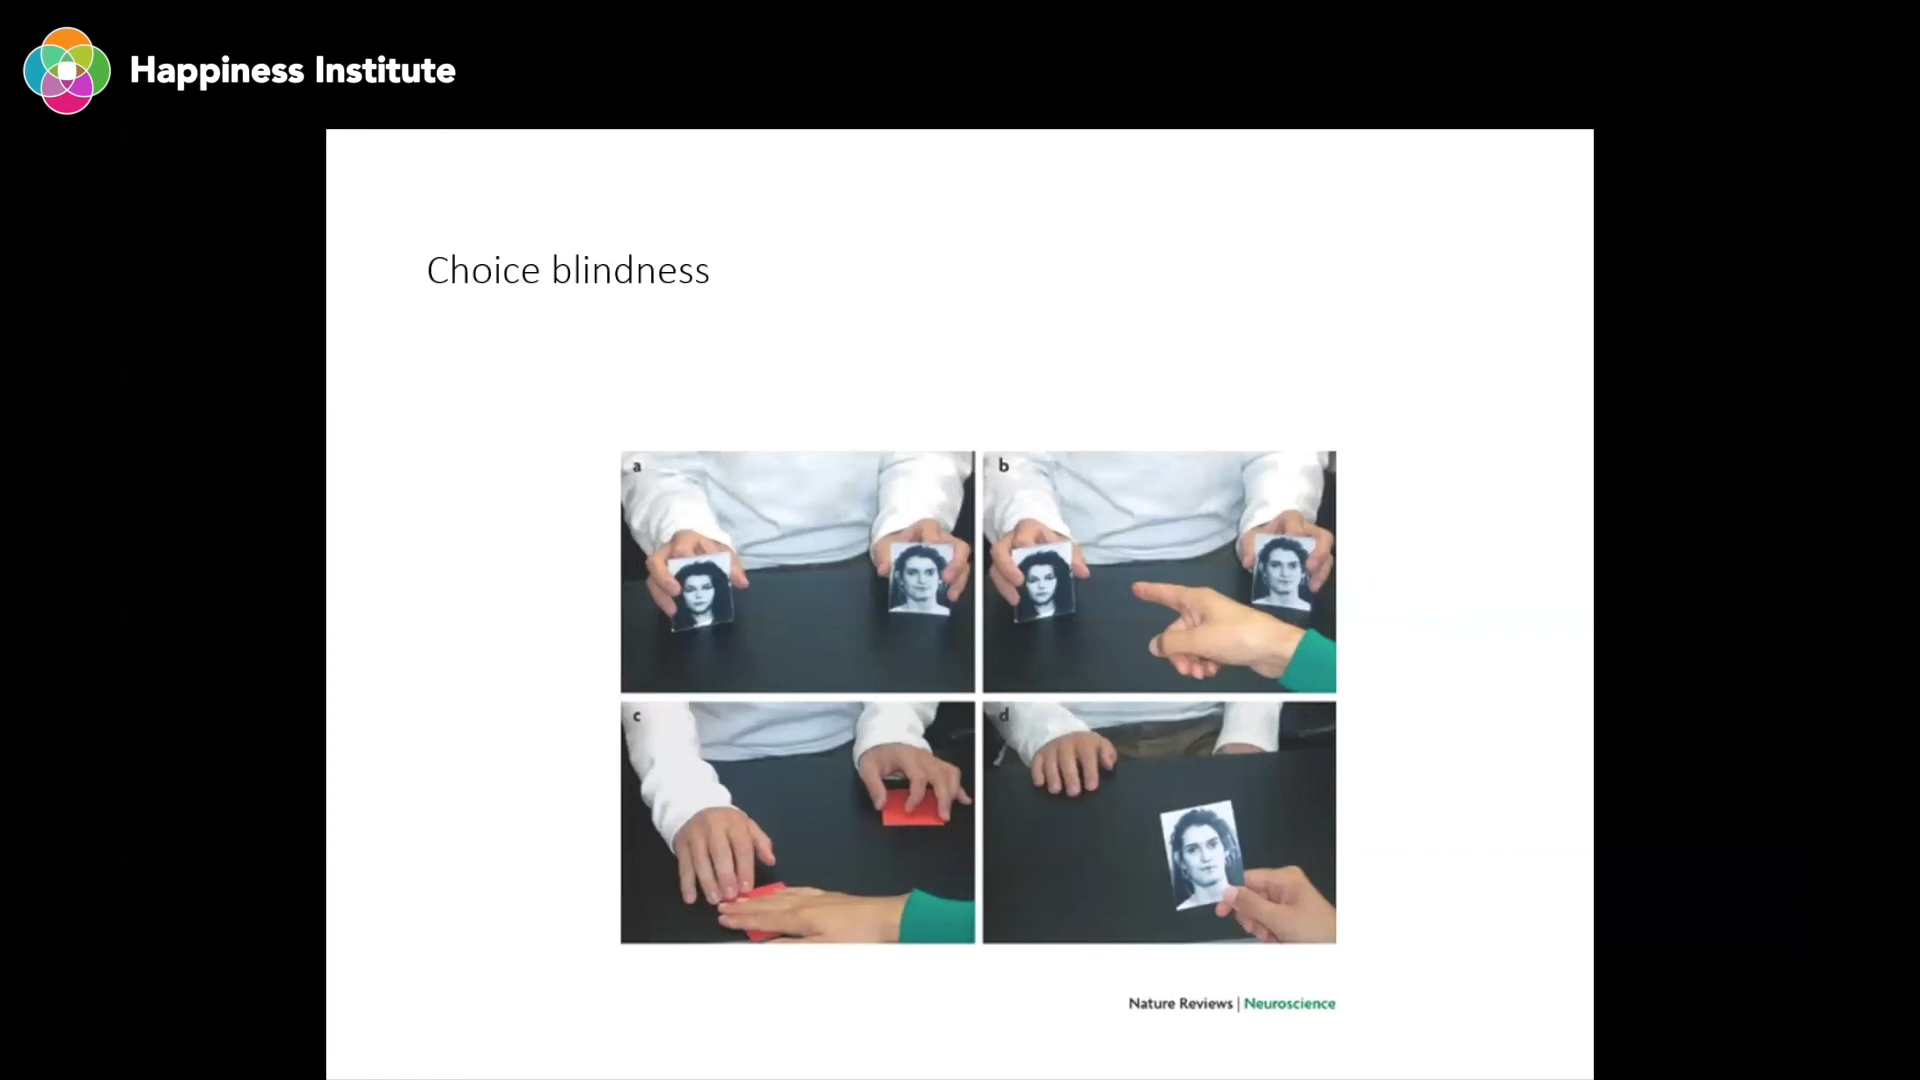 Happiness Institute
Choice blindness
a
b
c
d
Nature Reviews | Neuroscience